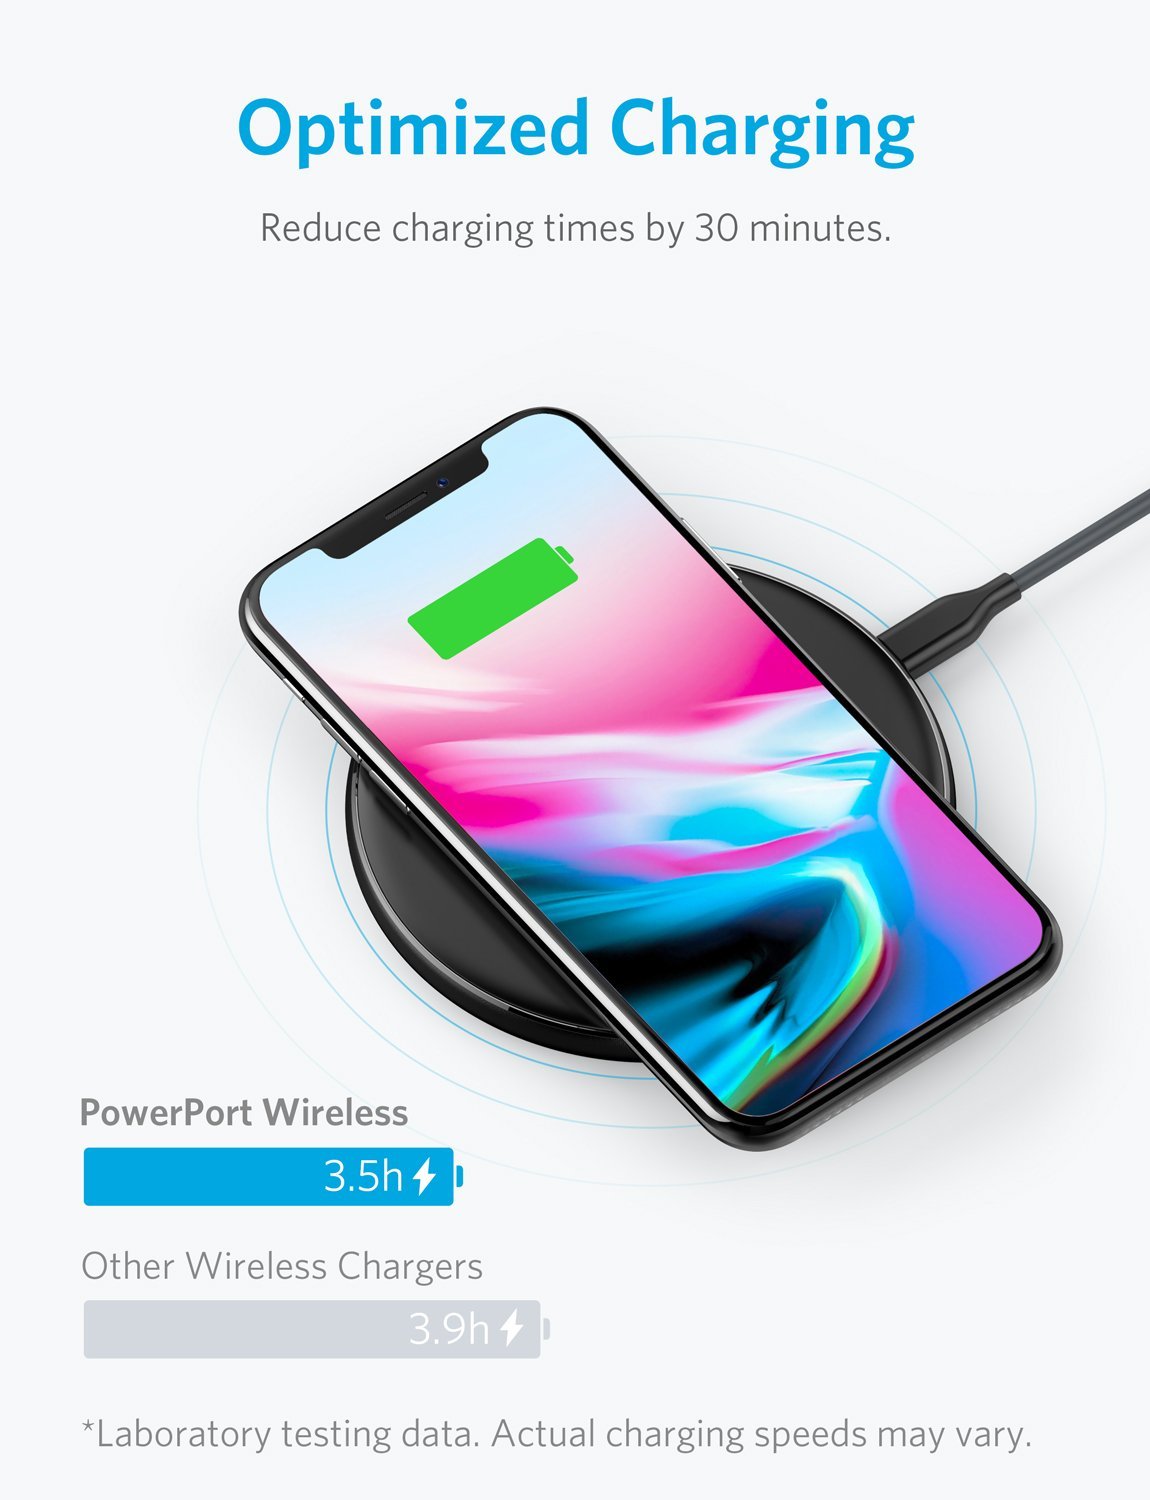 Optimized Charging
Reduce charging times by 30 minutes.
PowerPort Wireless
3.5h
Other Wireless Chargers
3.9h
*Laboratory testing data. Actual charging speeds may vary.